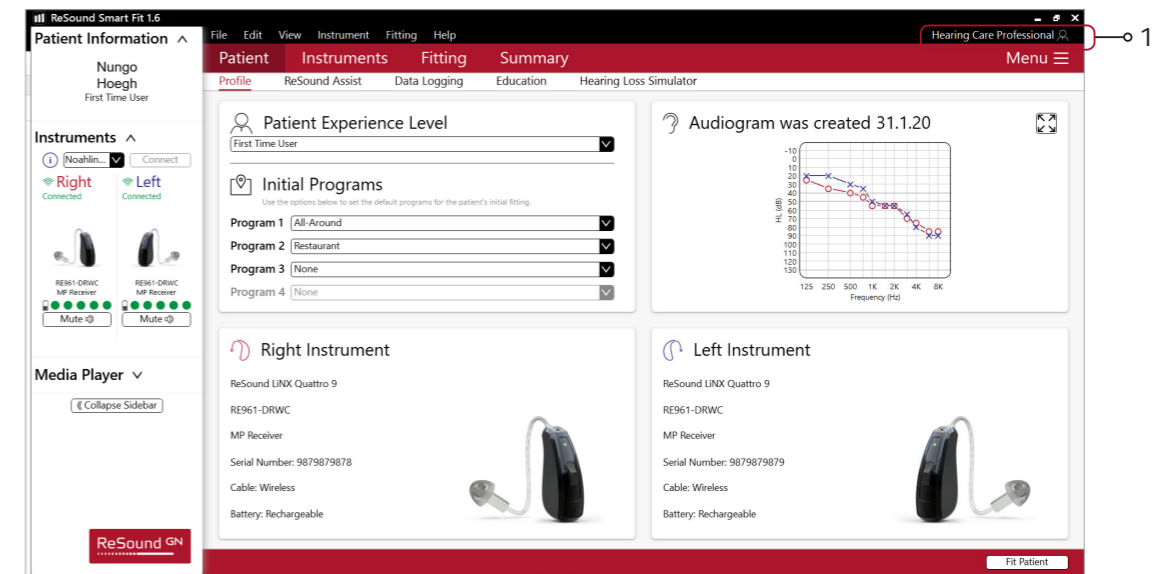 ReSound Smart Fit 1.6
Patient Information
Nungo
Hoegh
First Time User
Instruments
Noahlin... Connect
Right Left
Connected Connected
RE961-DRWC RE961-DRWC
MP Receiver MP Receiver
Mute Mute
Media Player
Collapse Sidebar
ReSound GN
File Edit View Instrument Fitting Help
Hearing Care Professional
1
Patient Instruments Fitting Summary
Menu
Profile ReSound Assist Data Logging Education Hearing Loss Simulator
Patient Experience Level
First Time User
Initial Programs
Use the options below to set the default programs for the patient's initial fitting.
Program 1 All-Around
Program 2 Restaurant
Program 3 None
Program 4 None
Audiogram was created 31.1.20
-10
0
10
20
30
40
50
60
70
80
90
100
110
120
130
HL (dB)
125 250 500 1K 2K 4K 8K
Frequency (Hz)
Right Instrument
ReSound LiNX Quattro 9
RE961-DRWC
MP Receiver
Serial Number: 9879879878
Cable: Wireless
Battery: Rechargeable
Left Instrument
ReSound LiNX Quattro 9
RE961-DRWC
MP Receiver
Serial Number: 9879879879
Cable: Wireless
Battery: Rechargeable
Fit Patient